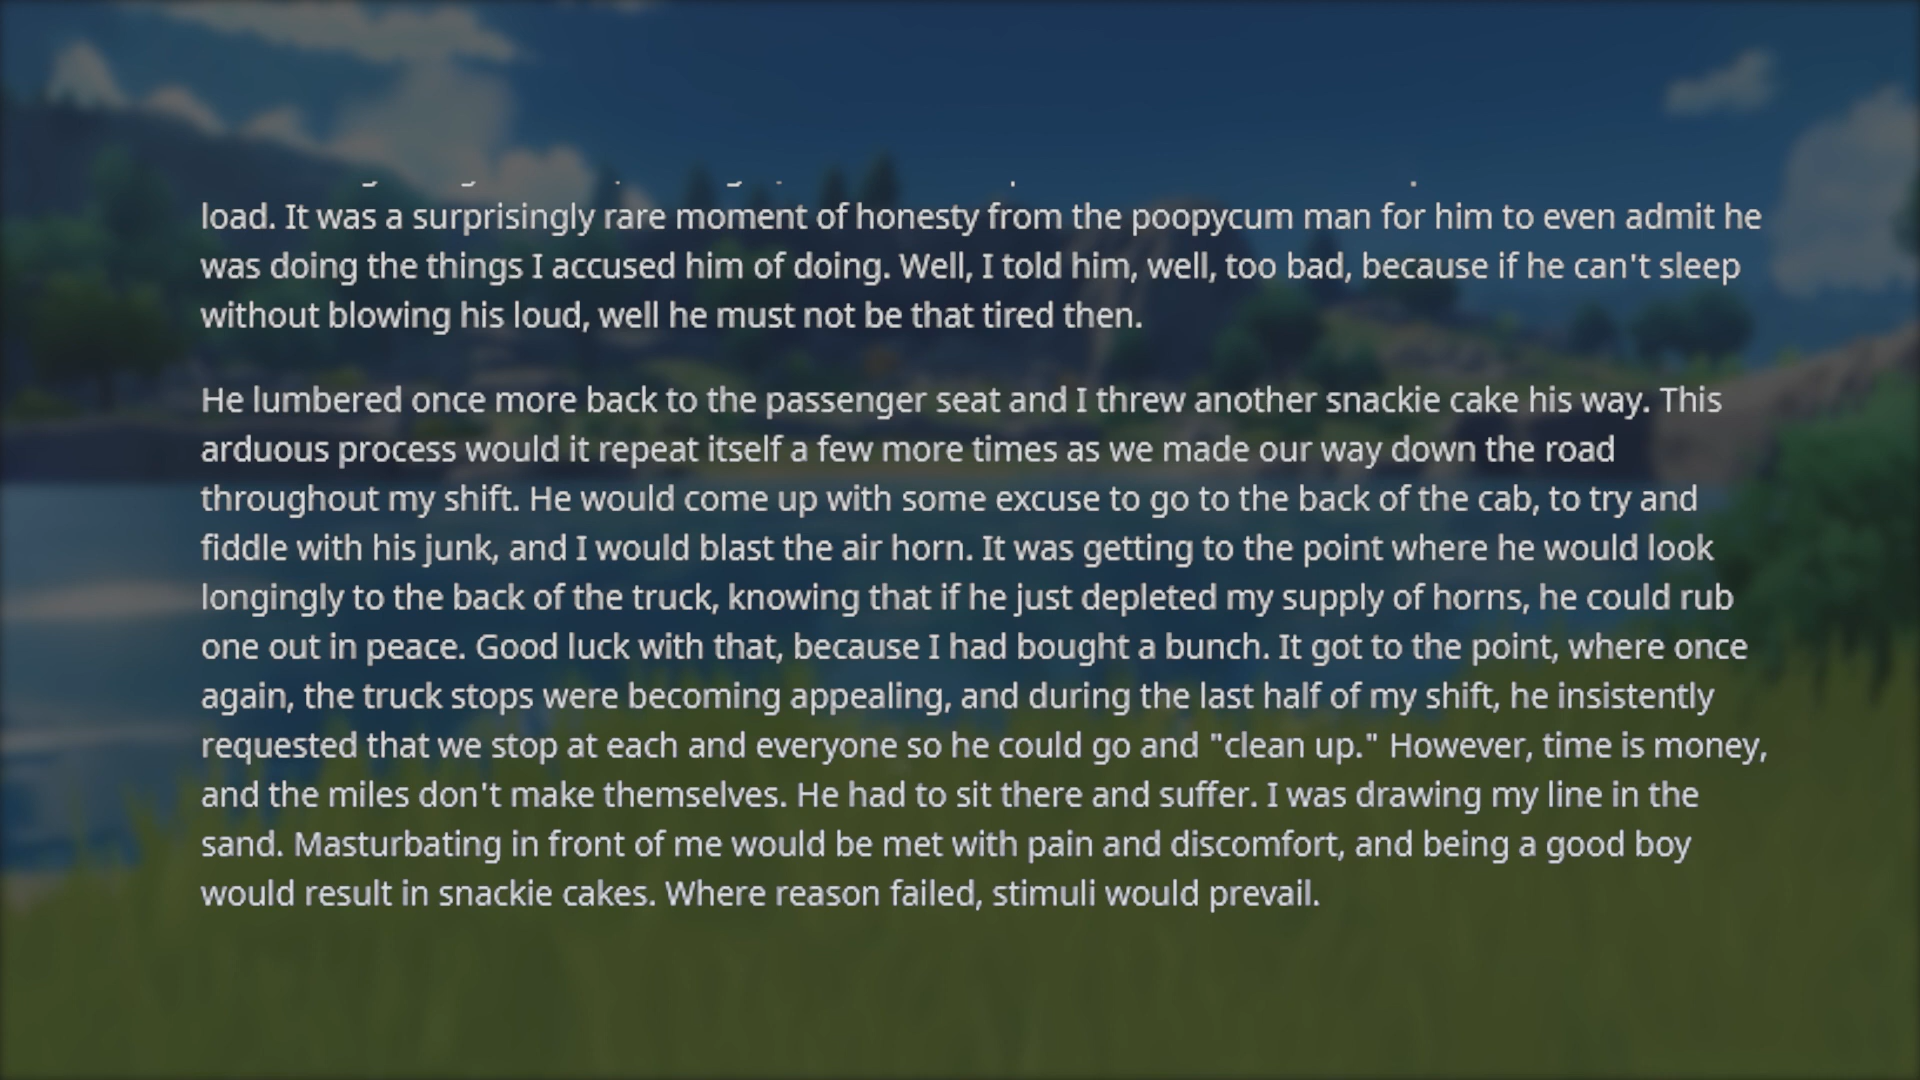 load. It was a surprisingly rare moment of honesty from the poopycum man for him to even admit he
was doing the things I accused him of doing. Well, I told him, well, too bad, because if he can't sleep
without blowing his loud, well he must not be that tired then.
He lumbered once more back to the passenger seat and I threw another snackie cake his way. This
arduous process would it repeat itself a few more times as we made our way down the road
throughout my shift. He would come up with some excuse to go to the back of the cab, to try and
fiddle with his junk, and I would blast the air horn. It was getting to the point where he would look
longingly to the back of the truck, knowing that if he just depleted my supply of horns, he could rub
one out in peace. Good luck with that, because I had bought a bunch. It got to the point, where once
again, the truck stops were becoming appealing, and during the last half of my shift, he insistently
requested that we stop at each and everyone so he could go and "clean up." However, time is money,
and the miles don't make themselves. He had to sit there and suffer. I was drawing my line in the
sand. Masturbating in front of me would be met with pain and discomfort, and being a good boy
would result in snackie cakes. Where reason failed, stimuli would prevail.